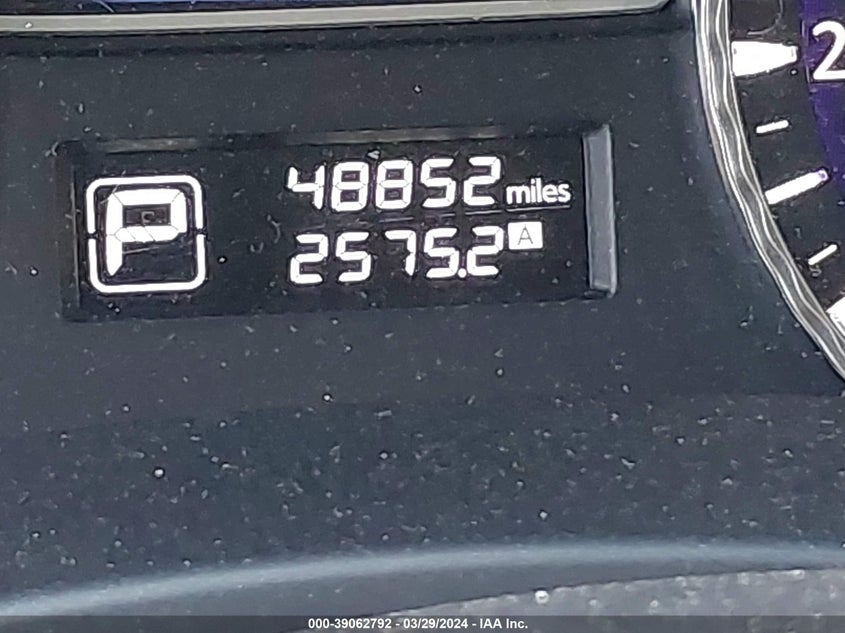 2
P
48852 miles
2575.2 A
000-39062792 - 03/29/2024 - IAA Inc.